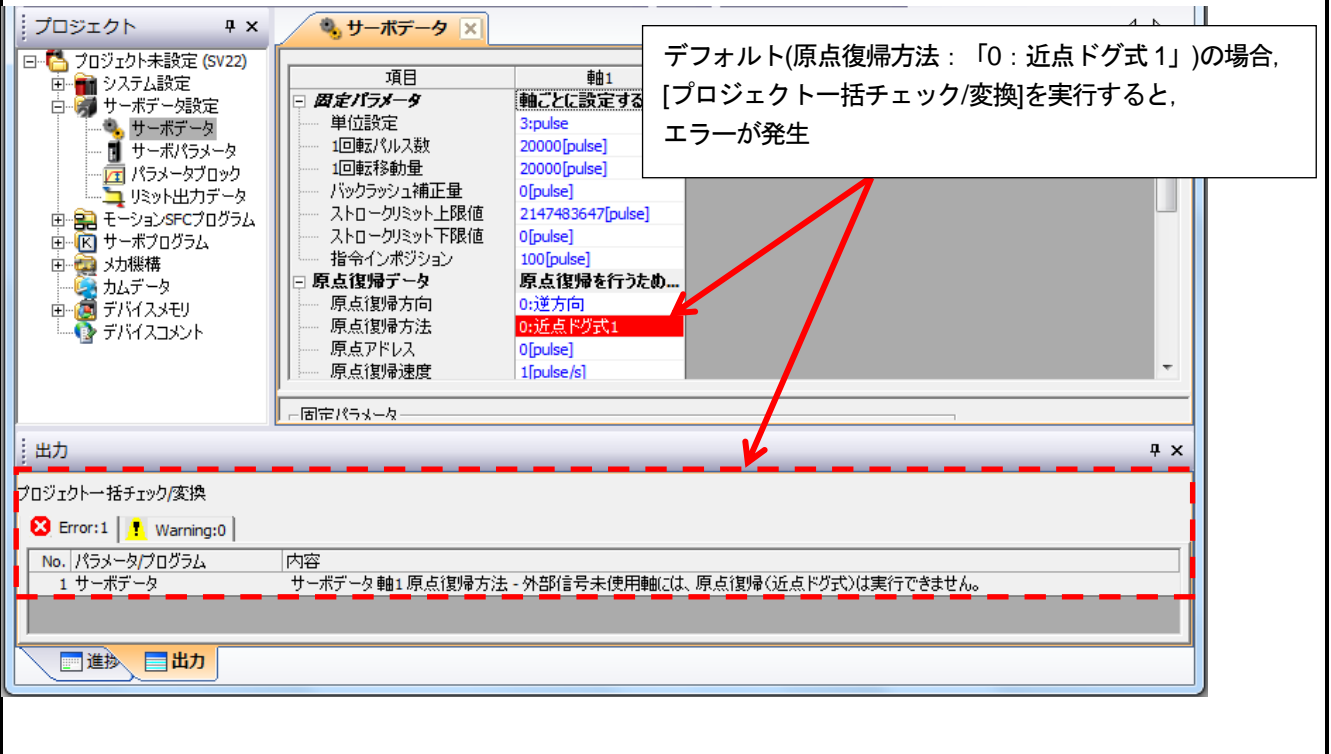 プロジェクト
サーボデータ
デフォルト(原点復帰方法：「0：近点ドグ式1」)の場合,
[プロジェクト一括チェック/変換]を実行すると,
エラーが発生
プロジェクト未設定 (SV22)
システム設定
サーボデータ設定
サーボデータ
サーボパラメータ
パラメータブロック
リミット出力データ
モーションSFCプログラム
サーボプログラム
メカ機構
カムデータ
デバイスメモリ
デバイスコメント
項目 軸1
固定パラメータ 軸ごとに設定する
単位設定 3:pulse
1回転パルス数 20000[pulse]
1回転移動量 20000[pulse]
バックラッシュ補正量 0[pulse]
ストロークリミット上限値 2147483647[pulse]
ストロークリミット下限値 0[pulse]
指令インポジション 100[pulse]
原点復帰データ 原点復帰を行うため...
原点復帰方向 0:逆方向
原点復帰方法 0:近点ドグ式1
原点アドレス 0[pulse]
原点復帰速度 1[pulse/s]
固定パラメータ
出力
プロジェクト一括チェック/変換
Error:1 Warning:0
No. パラメータ/プログラム 内容
1 サーボデータ サーボデータ 軸1 原点復帰方法 - 外部信号未使用軸には、原点復帰(近点ドグ式)は実行できません。
進捗 出力